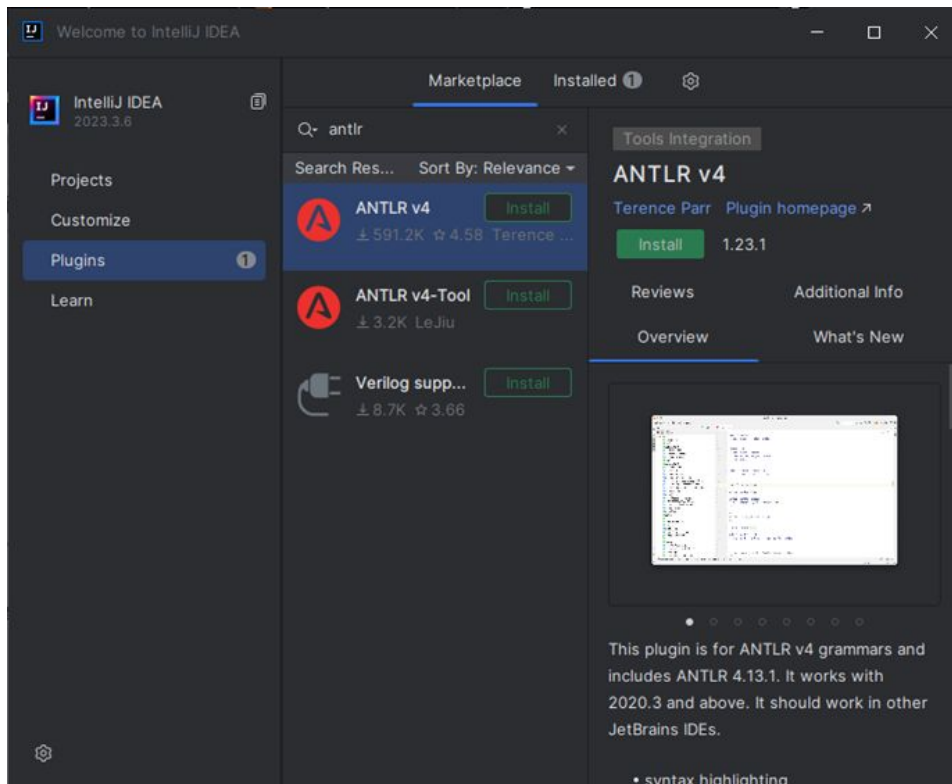 Welcome to IntelliJ IDEA
IntelliJ IDEA
2023.3.6
Projects
Customize
Plugins 1
Learn
Marketplace Installed 1
antlr
Search Res... Sort By: Relevance
ANTLR v4 Install
591.2K 4.58 Terence ...
ANTLR v4-Tool Install
3.2K LeJiu
Verilog supp... Install
8.7K 3.66
Tools Integration
ANTLR v4
Terence Parr Plugin homepage ↗
Install 1.23.1
Reviews Additional Info
Overview What's New
This plugin is for ANTLR v4 grammars and
includes ANTLR 4.13.1. It works with
2020.3 and above. It should work in other
JetBrains IDEs.
• syntax highlighting